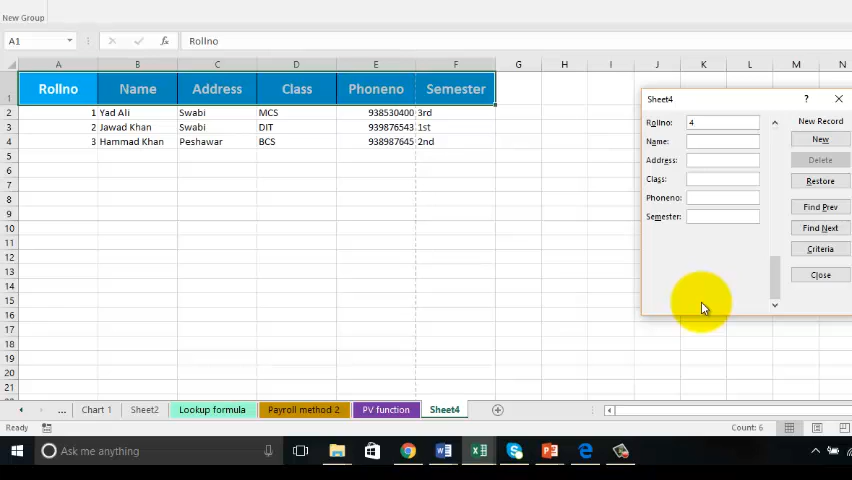 New Group
A1
fx
Rollno
A B C D E F G H I J K L M N
1 Rollno Name Address Class Phoneno Semester
2 1 Yad Ali Swabi MCS 938530400 3rd
3 2 Jawad Khan Swabi DIT 939876543 1st
4 3 Hammad Khan Peshawar BCS 938987645 2nd
5
6
7
8
9
10
11
12
13
14
15
16
17
18
19
20
21
Sheet4 ?
Rollno: 4 New Record
Name: New
Address: Delete
Class: Restore
Phoneno: Find Prev
Semester: Find Next
Criteria
Close
... Chart 1 Sheet2 Lookup formula Payroll method 2 PV function Sheet4
Ready Count: 6
Ask me anything